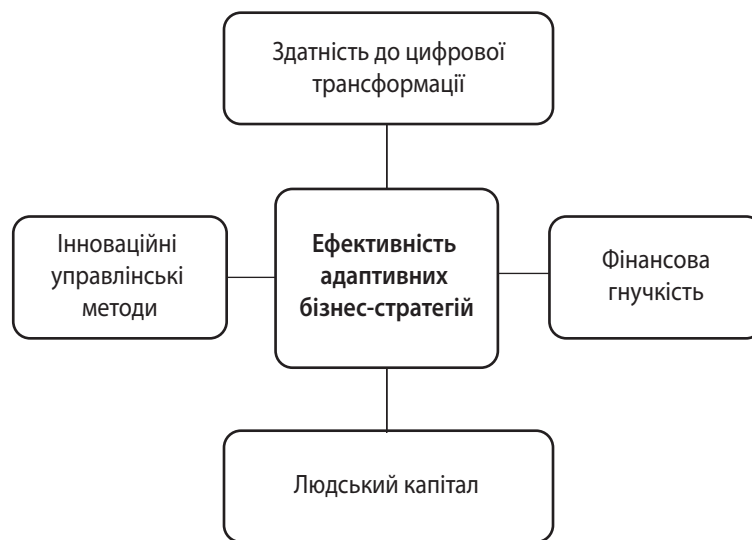 Здатність до цифрової
трансформації
Інноваційні
управлінські
методи
Ефективність
адаптивних
бізнес-стратегій
Фінансова
гнучкість
Людський капітал